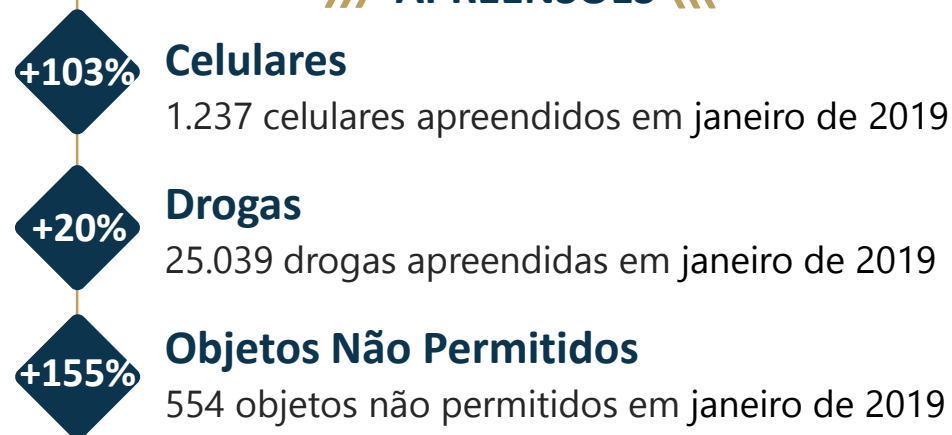 APREENSÕES
+103%
Celulares
1.237 celulares apreendidos em janeiro de 2019
+20%
Drogas
25.039 drogas apreendidas em janeiro de 2019
+155%
Objetos Não Permitidos
554 objetos não permitidos em janeiro de 2019